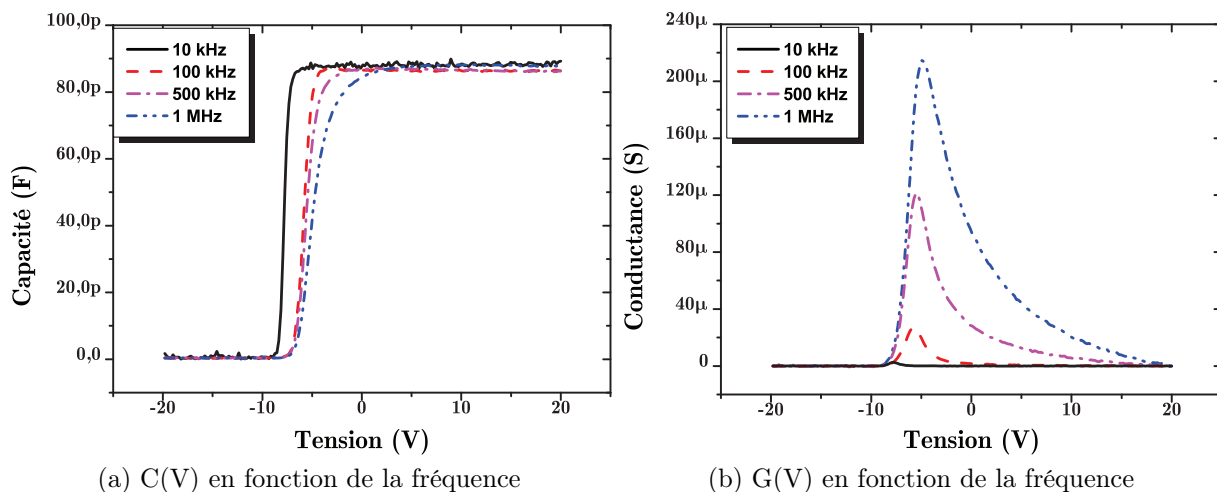 100,0p
80,0p
60,0p
40,0p
20,0p
0,0
-20
-10
0
10
20
Capacité (F)
Tension (V)
10 kHz
100 kHz
500 kHz
1 MHz
(a) C(V) en fonction de la fréquence
240µ
200µ
160µ
120µ
80µ
40µ
0
-20
-10
0
10
20
Conductance (S)
Tension (V)
10 kHz
100 kHz
500 kHz
1 MHz
(b) G(V) en fonction de la fréquence